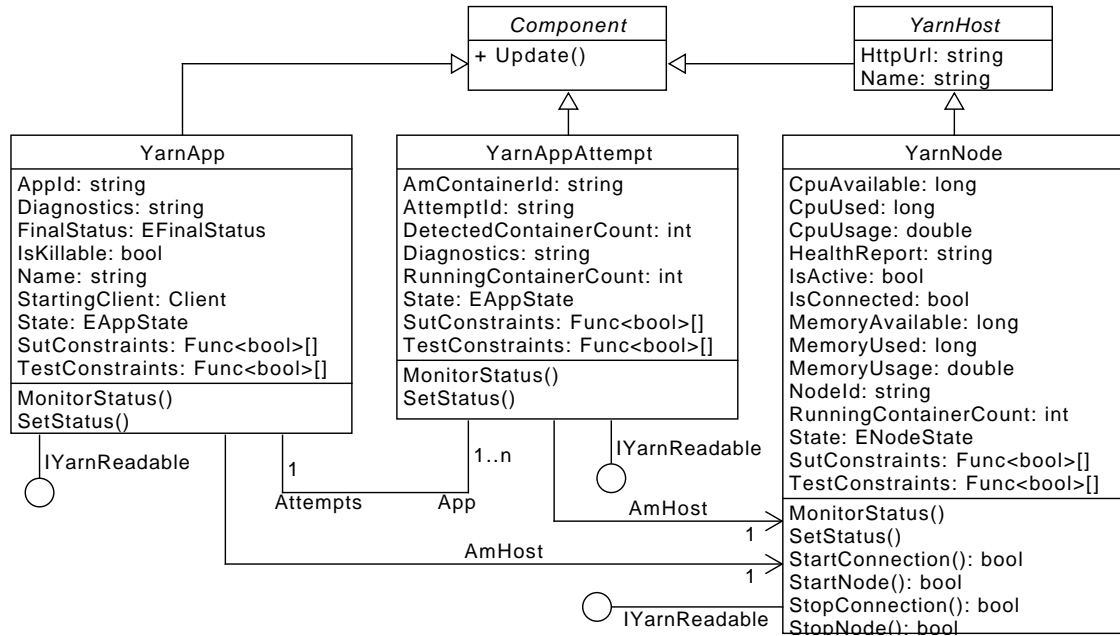 Component
+ Update()
YarnHost
HttpUrl: string
Name: string
YarnApp
AppId: string
Diagnostics: string
FinalStatus: EFinalStatus
IsKillable: bool
Name: string
StartingClient: Client
State: EAppState
SutConstraints: Func<bool>[]
TestConstraints: Func<bool>[]
MonitorStatus()
SetStatus()
YarnAppAttempt
AmContainerId: string
AttemptId: string
DetectedContainerCount: int
Diagnostics: string
RunningContainerCount: int
State: EAppState
SutConstraints: Func<bool>[]
TestConstraints: Func<bool>[]
MonitorStatus()
SetStatus()
YarnNode
CpuAvailable: long
CpuUsed: long
CpuUsage: double
HealthReport: string
IsActive: bool
IsConnected: bool
MemoryAvailable: long
MemoryUsed: long
MemoryUsage: double
NodeId: string
RunningContainerCount: int
State: ENodeState
SutConstraints: Func<bool>[]
TestConstraints: Func<bool>[]
MonitorStatus()
SetStatus()
StartConnection(): bool
StartNode(): bool
StopConnection(): bool
StopNode(): bool
IYarnReadable
1
Attempts
1..n
App
IYarnReadable
AmHost
1
AmHost
1
IYarnReadable